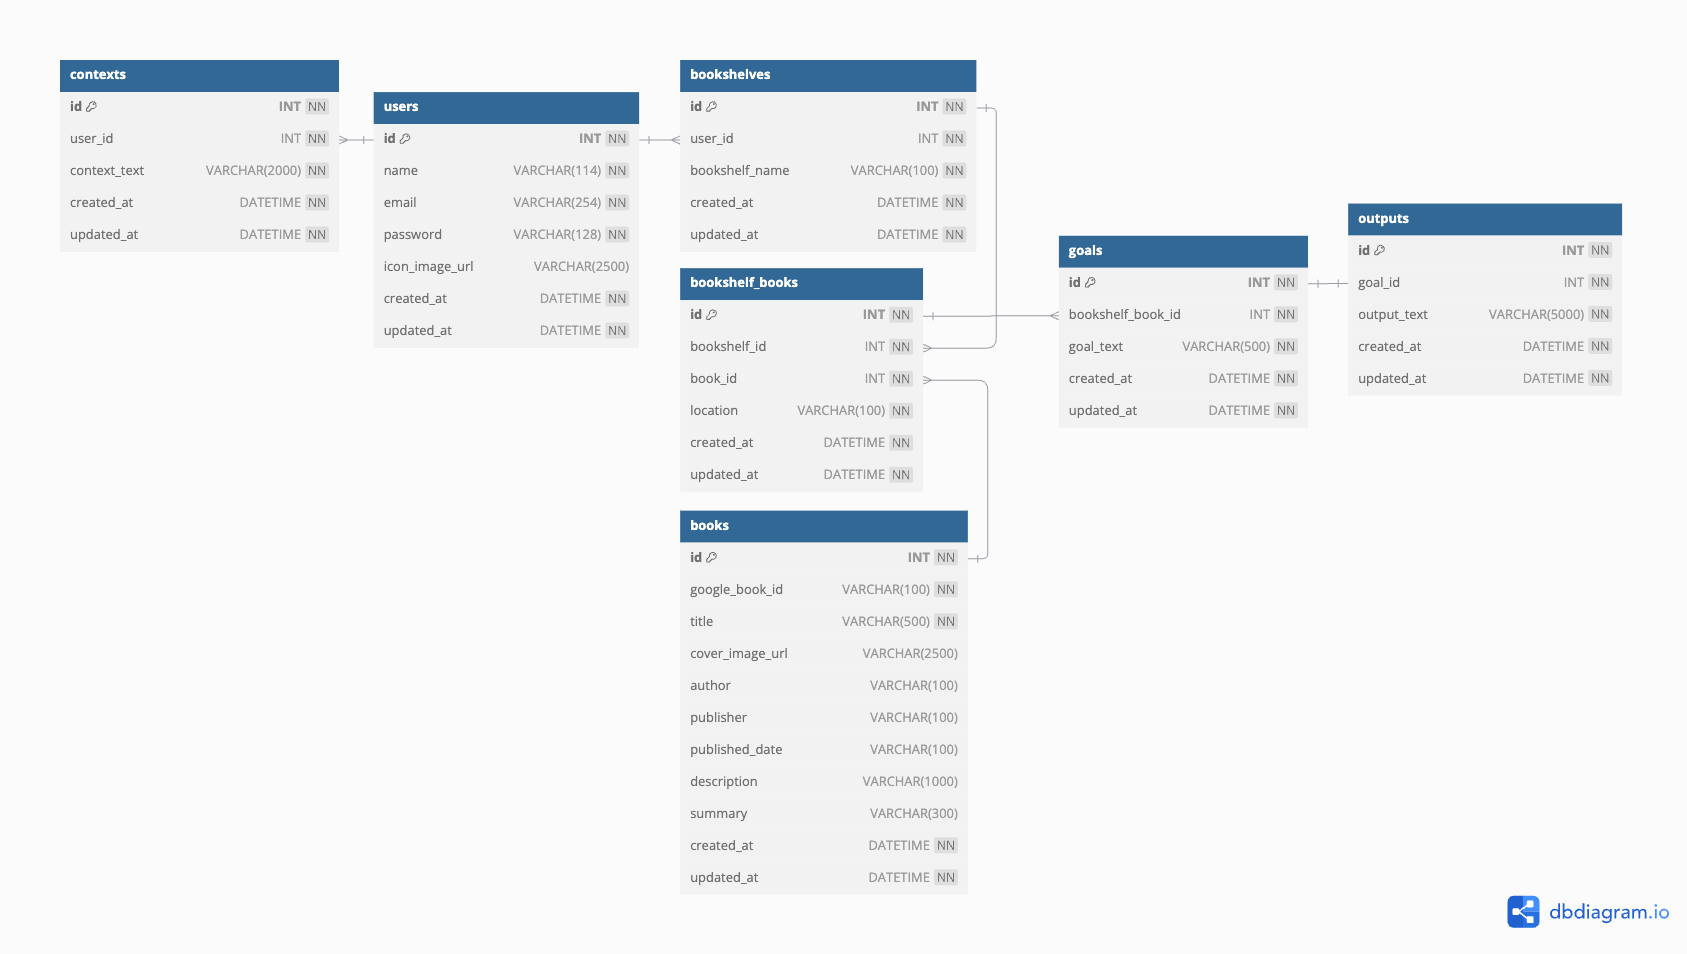 contexts
id INT NN
user_id INT NN
context_text VARCHAR(2000) NN
created_at DATETIME NN
updated_at DATETIME NN
users
id INT NN
name VARCHAR(114) NN
email VARCHAR(254) NN
password VARCHAR(128) NN
icon_image_url VARCHAR(2500)
created_at DATETIME NN
updated_at DATETIME NN
bookshelves
id INT NN
user_id INT NN
bookshelf_name VARCHAR(100) NN
created_at DATETIME NN
updated_at DATETIME NN
bookshelf_books
id INT NN
bookshelf_id INT NN
book_id INT NN
location VARCHAR(100) NN
created_at DATETIME NN
updated_at DATETIME NN
books
id INT NN
google_book_id VARCHAR(100) NN
title VARCHAR(500) NN
cover_image_url VARCHAR(2500)
author VARCHAR(100)
publisher VARCHAR(100)
published_date VARCHAR(100)
description VARCHAR(1000)
summary VARCHAR(300)
created_at DATETIME NN
updated_at DATETIME NN
goals
id INT NN
bookshelf_book_id INT NN
goal_text VARCHAR(500) NN
created_at DATETIME NN
updated_at DATETIME NN
outputs
id INT NN
goal_id INT NN
output_text VARCHAR(5000) NN
created_at DATETIME NN
updated_at DATETIME NN
dbdiagram.io